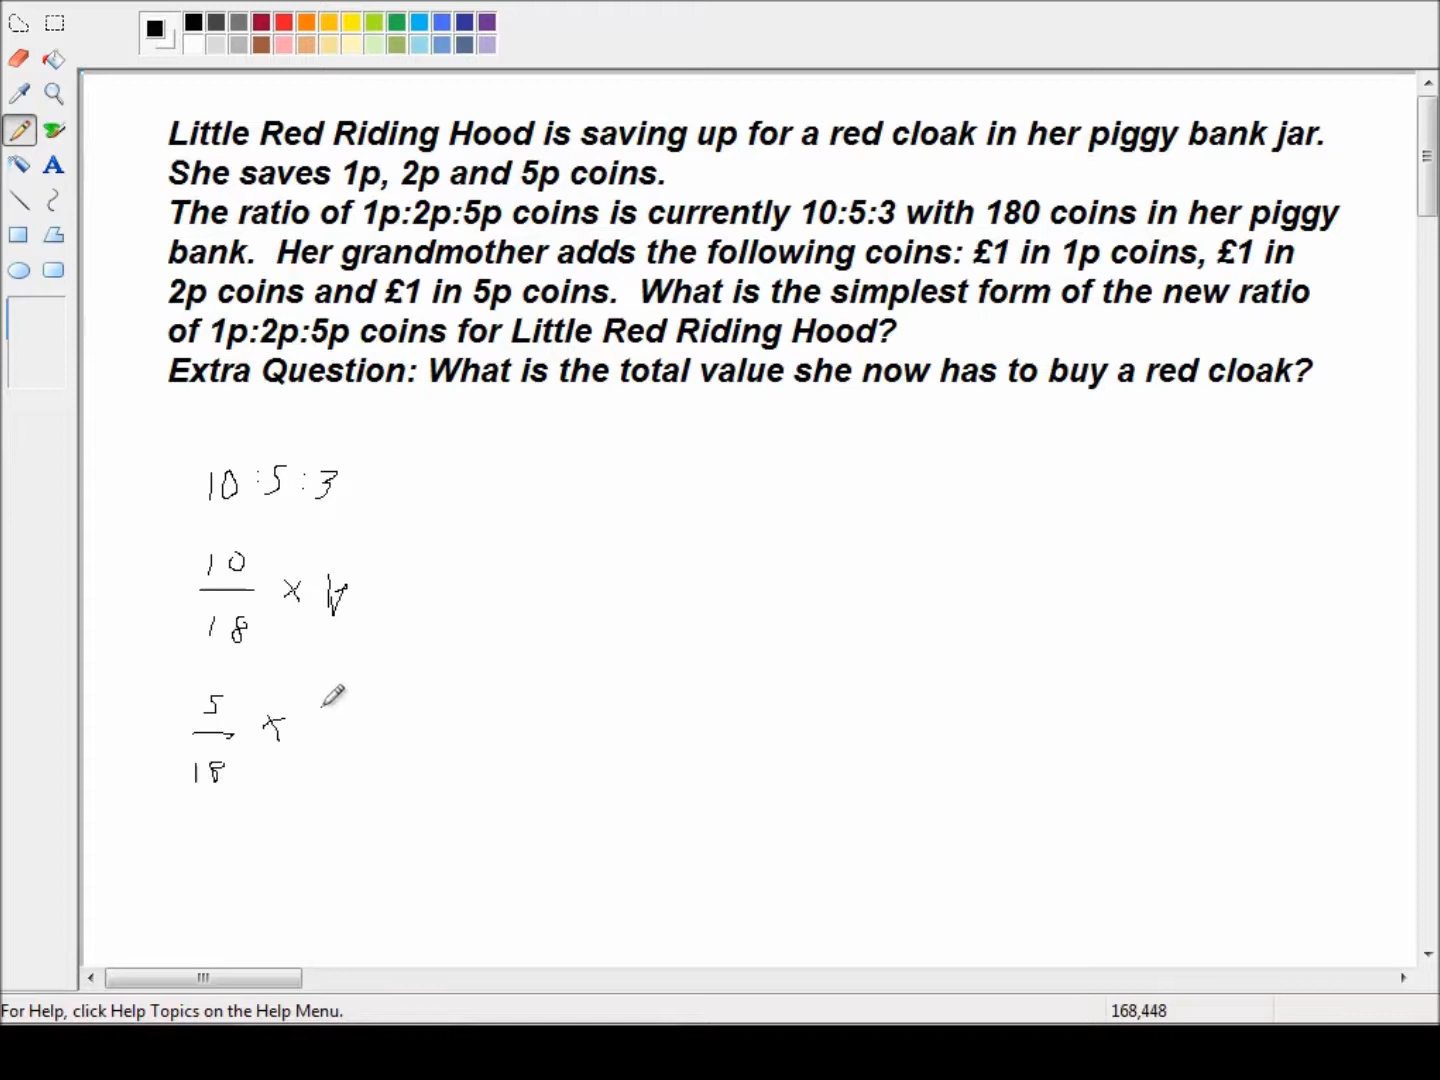 Little Red Riding Hood is saving up for a red cloak in her piggy bank jar.
She saves 1p, 2p and 5p coins.
The ratio of 1p:2p:5p coins is currently 10:5:3 with 180 coins in her piggy
bank. Her grandmother adds the following coins: £1 in 1p coins, £1 in
2p coins and £1 in 5p coins. What is the simplest form of the new ratio
of 1p:2p:5p coins for Little Red Riding Hood?
Extra Question: What is the total value she now has to buy a red cloak?
10:5:3
10
×
18
5
×
18
For Help, click Help Topics on the Help Menu.
168,448